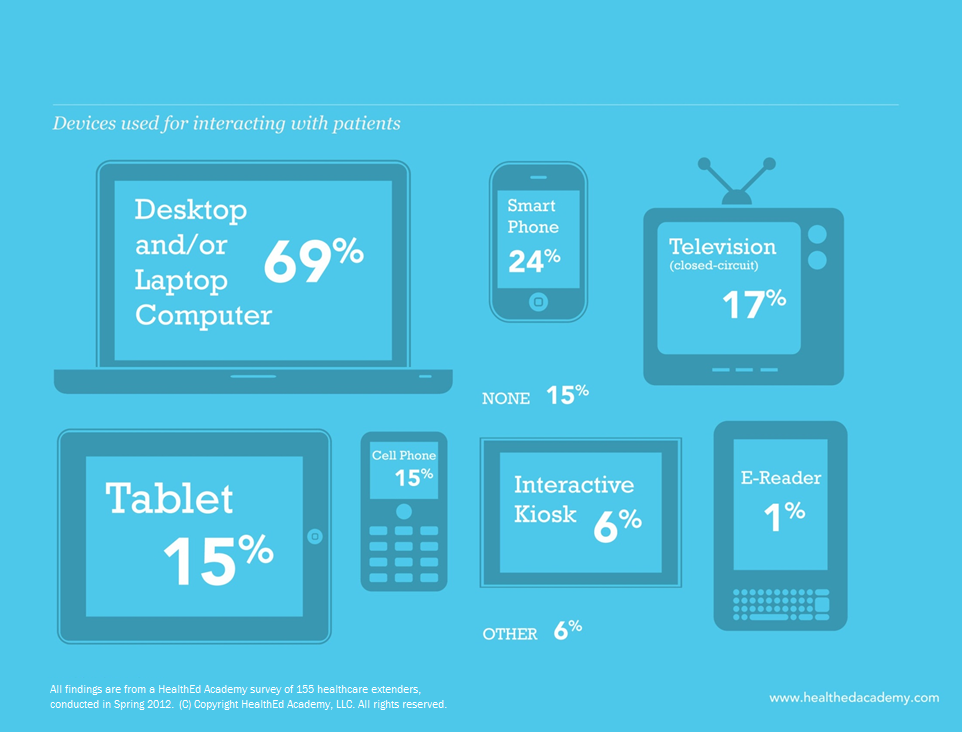 Devices used for interacting with patients
Desktop
and/or
Laptop
Computer
69%
Smart
Phone
24%
Television
(closed-circuit)
17%
NONE 15%
Tablet
15%
Cell Phone
15%
Interactive
Kiosk
6%
E-Reader
1%
OTHER 6%
All findings are from a HealthEd Academy survey of 155 healthcare extenders,
conducted in Spring 2012. (C) Copyright HealthEd Academy, LLC. All rights reserved.
www.healthedacademy.com